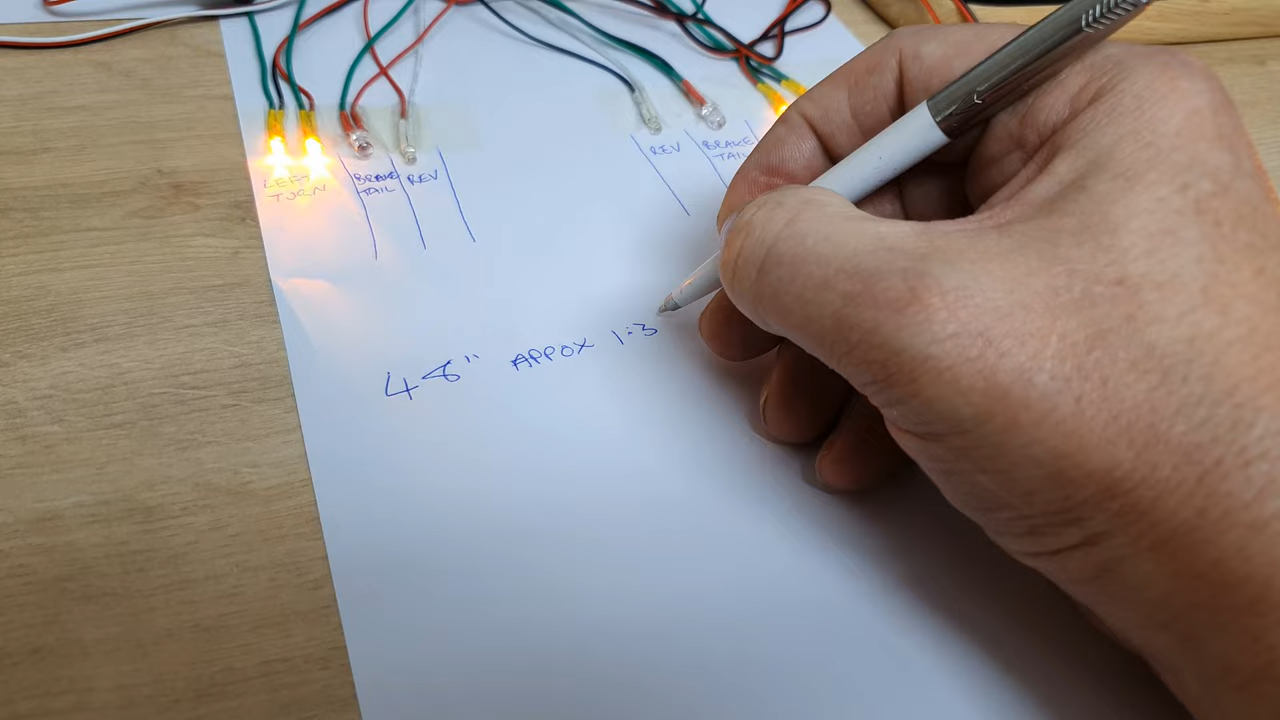 LEFT
TURN
BRAKE
TAIL
REV
REV
BRAKE
TAIL
48" APPOX 1:3